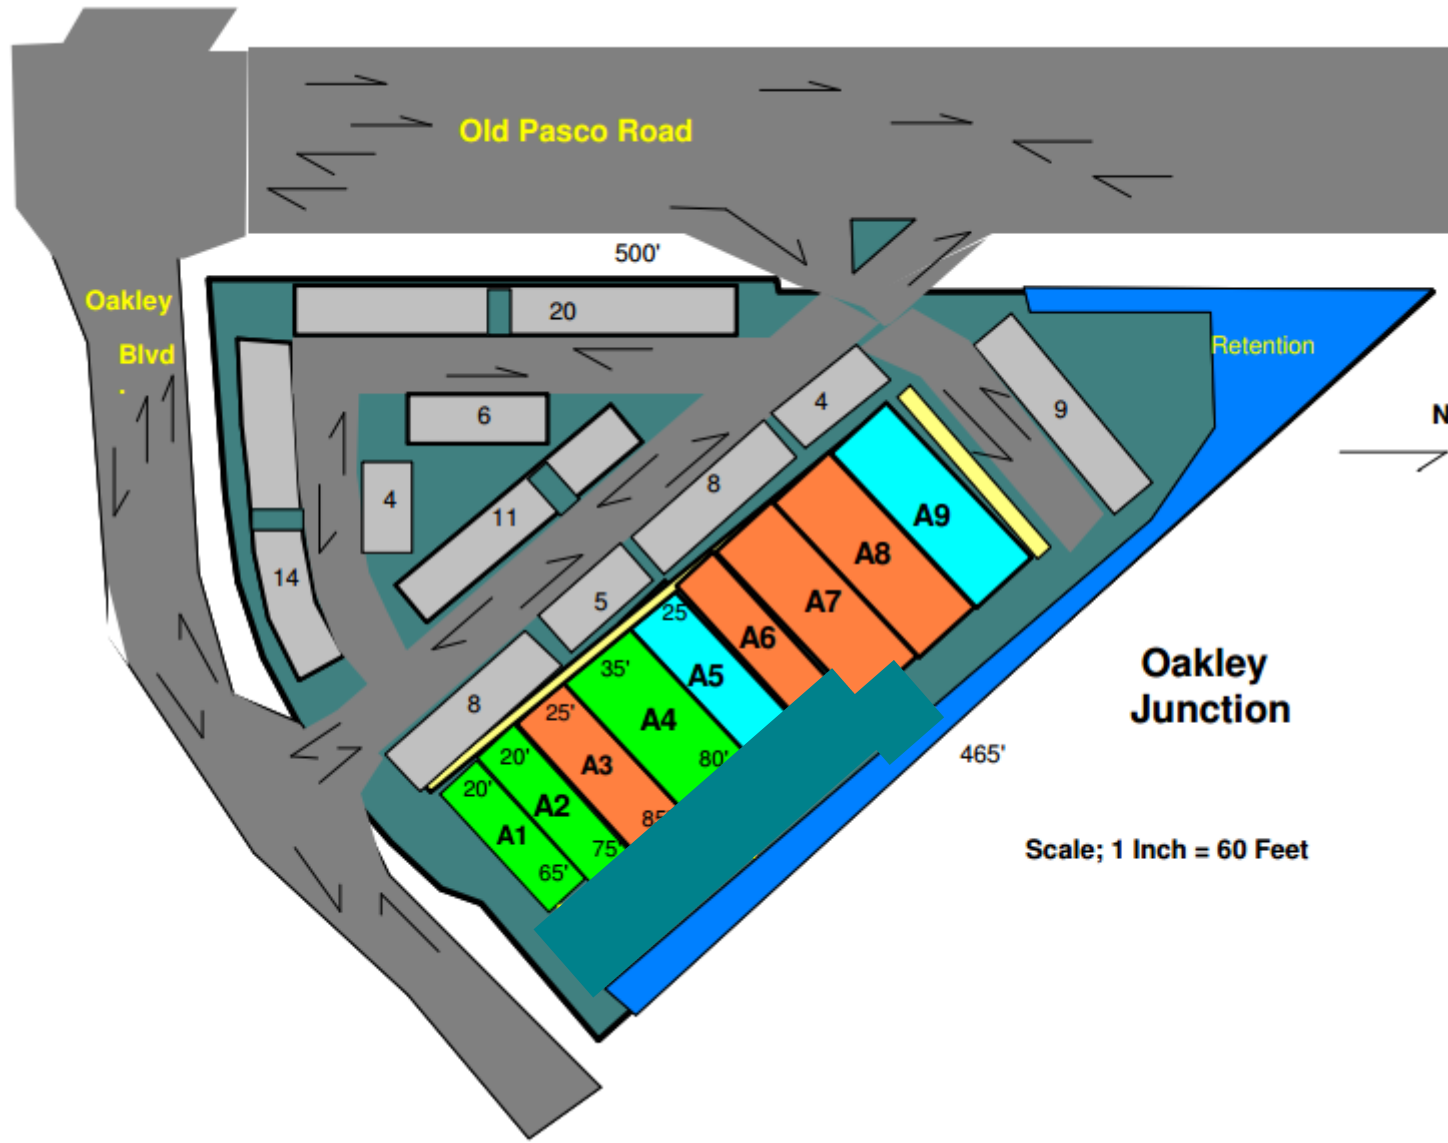 Old Pasco Road
500'
Oakley
Blvd
.
20
Retention
6
4
9
N
4
11
8
A9
14
5
A8
A7
25
A6
35'
A5
8
25'
A4
20'
A3
80'
20'
A2
85
A1
75'
65'
Oakley
Junction
465'
Scale; 1 Inch = 60 Feet